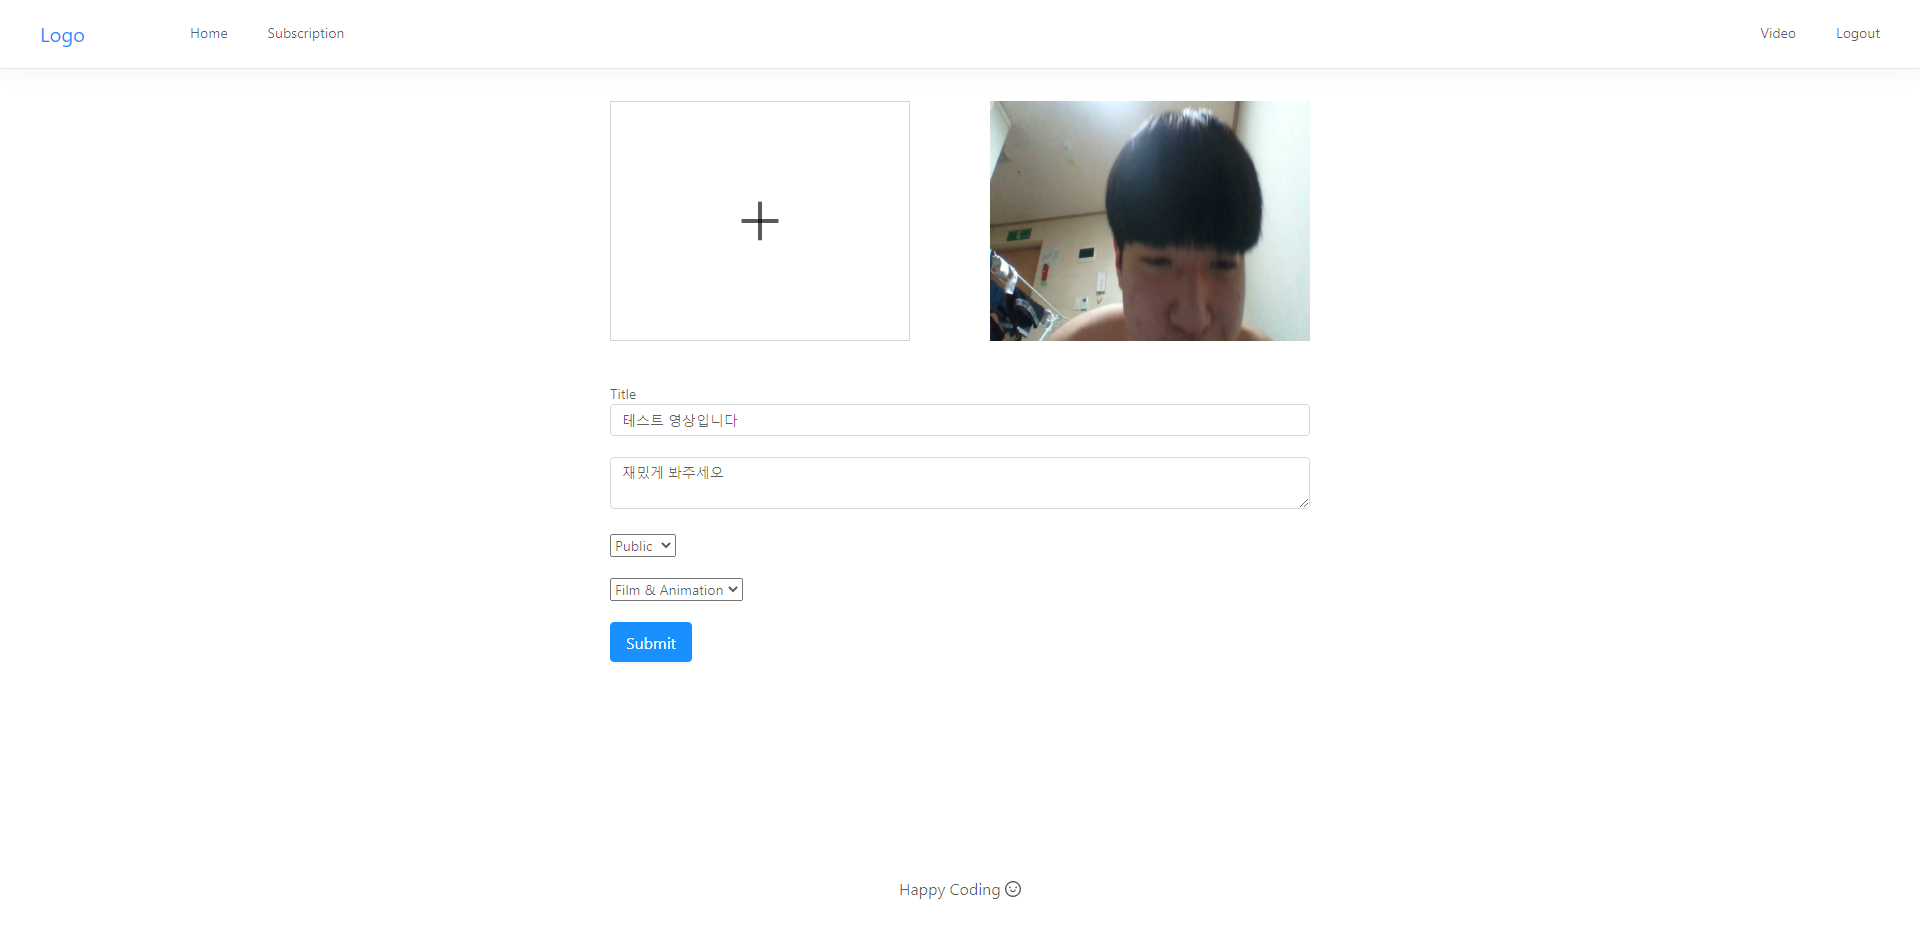 Logo
Home
Subscription
Video
Logout
Title
테스트 영상입니다
재밌게 봐주세오
Public
Film & Animation
Submit
Happy Coding